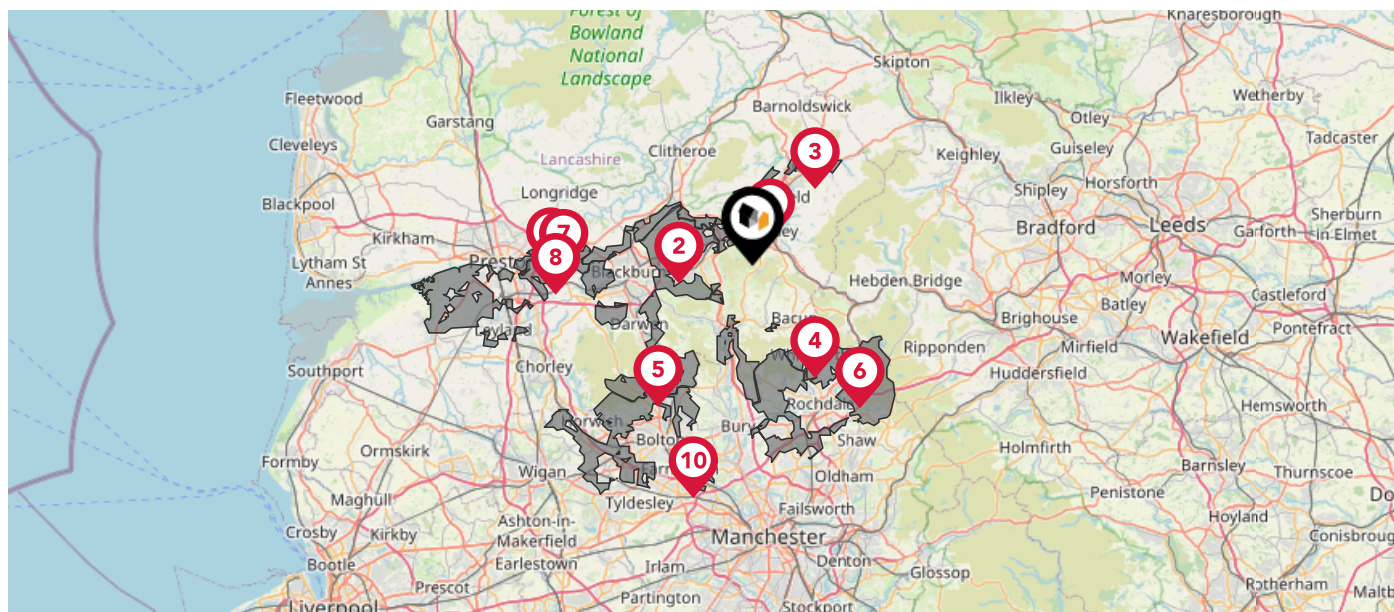 Forest of
Bowland
National
Landscape
Knaresborough
Skipton
Fleetwood
Barnoldswick
Ilkley
Wetherby
Garstang
Otley
Cleveleys
Lancashire
Clitheroe
3
Keighley
Guiseley
Tadcaster
Longridge
Shipley
Horsforth
Blackpool
Kirkham
7
2
8
Bradford
Leeds
Garforth
Sherburn
in Elmet
Lytham St
Annes
Hebden Bridge
Morley
Batley
Castleford
Leyland
Darwen
4
Brighouse
Mirfield
Wakefield
Pontefract
Ripponden
Southport
Chorley
5
6
Huddersfield
Hemsworth
Bury
Shaw
Ormskirk
Holmfirth
Formby
Wigan
10
Oldham
Barnsley
Thurnscoe
Maghull
Tyldesley
Failsworth
Penistone
Hoyland
Crosby
Kirkby
Ashton-in-
Makerfield
Manchester
Conisbrough
Bootle
Earlestown
Irlam
Denton
Glossop
Prescot
Partington
Stockport
Rotherham
Liverpool